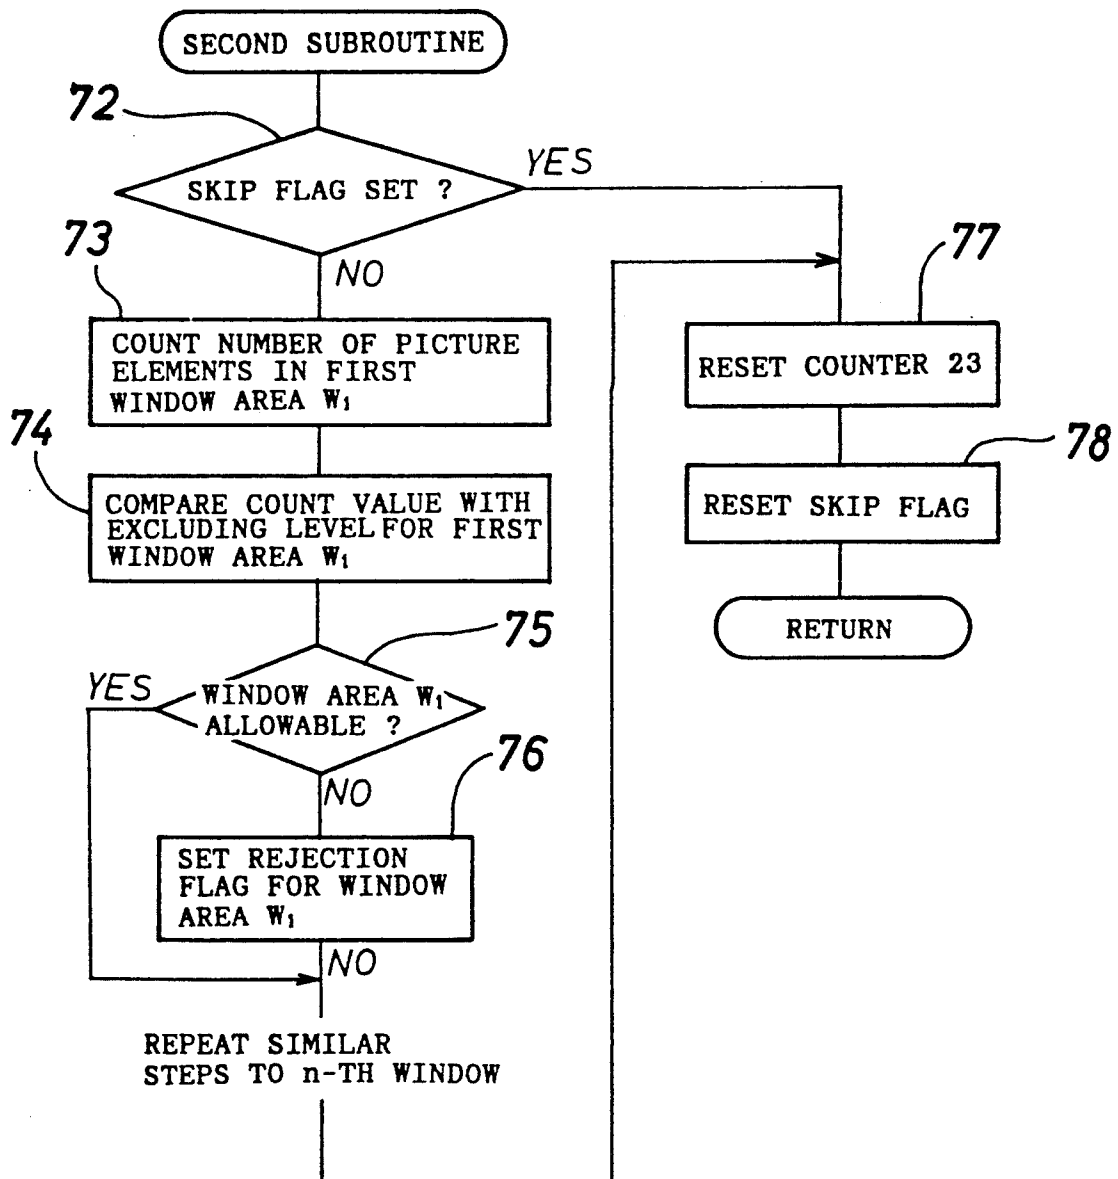 SECOND SUBROUTINE
72
SKIP FLAG SET ?
YES
NO
73
COUNT NUMBER OF PICTURE
ELEMENTS IN FIRST
WINDOW AREA W₁
74
COMPARE COUNT VALUE WITH
EXCLUDING LEVEL FOR FIRST
WINDOW AREA W₁
75
YES
WINDOW AREA W₁
ALLOWABLE ?
NO
76
SET REJECTION
FLAG FOR WINDOW
AREA W₁
NO
REPEAT SIMILAR
STEPS TO n-TH WINDOW
77
RESET COUNTER 23
78
RESET SKIP FLAG
RETURN